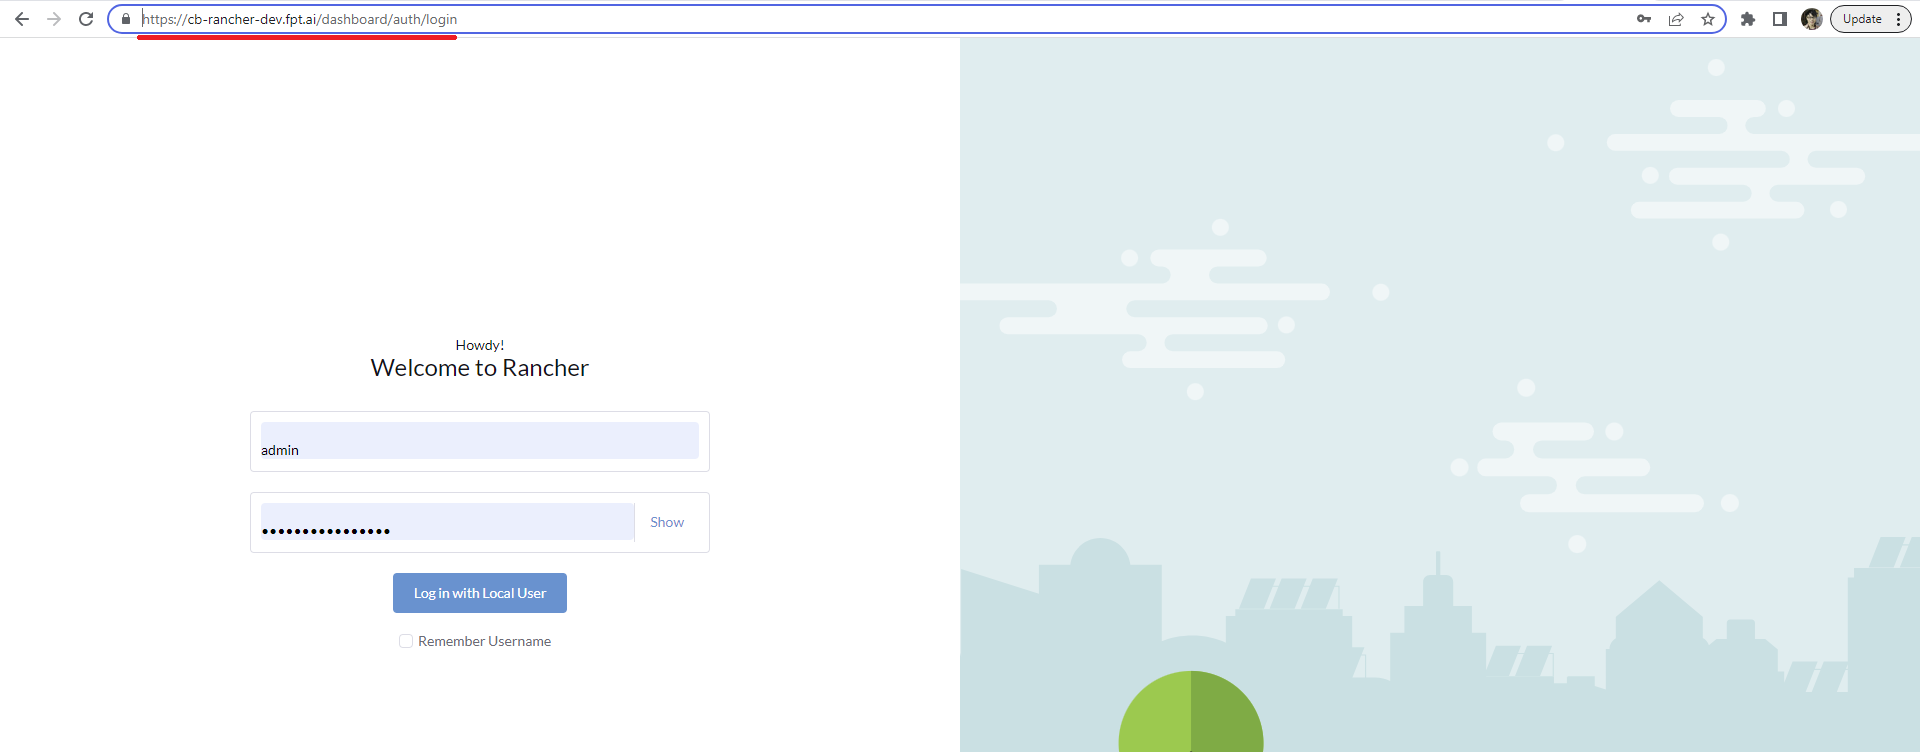 https://cb-rancher-dev.fpt.ai/dashboard/auth/login
Update
Howdy!
Welcome to Rancher
admin
••••••••••••••••
Show
Log in with Local User
Remember Username